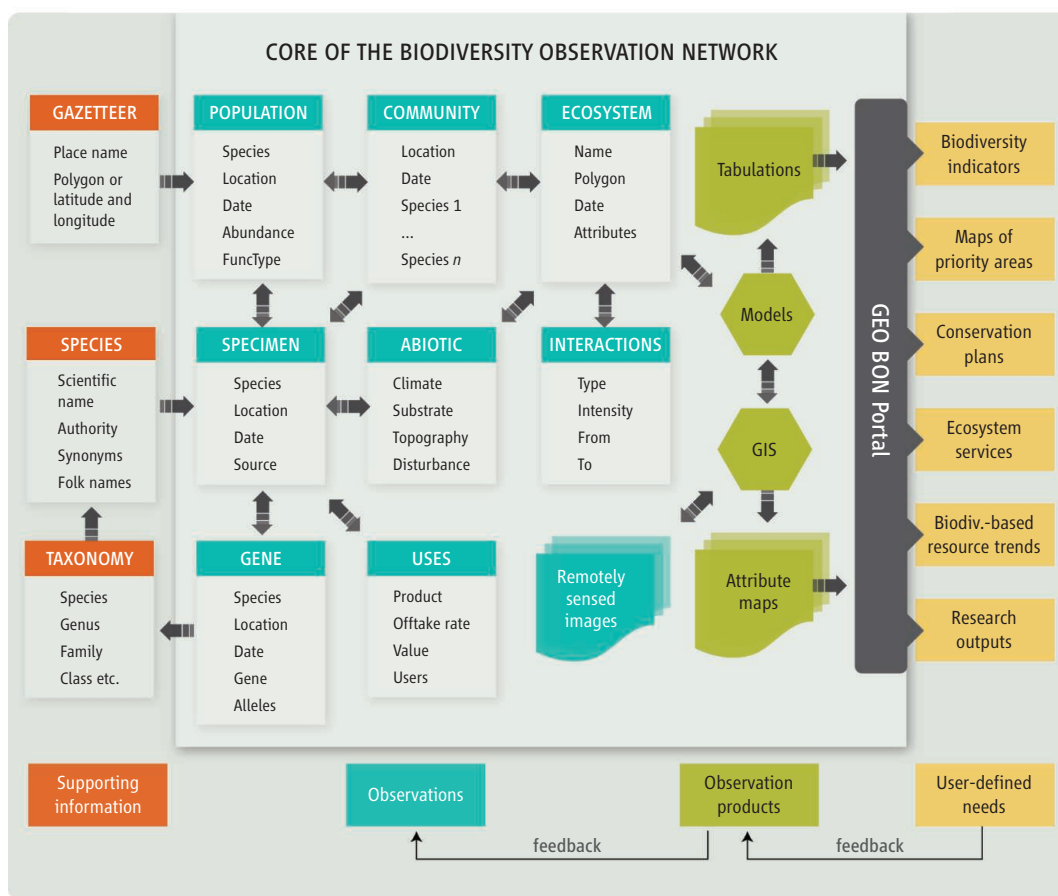 CORE OF THE BIODIVERSITY OBSERVATION NETWORK
GAZETTEER
Place name
Polygon or
latitude and
longitude
POPULATION
Species
Location
Date
Abundance
FuncType
COMMUNITY
Location
Date
Species 1
...
Species n
ECOSYSTEM
Name
Polygon
Date
Attributes
Tabulations
Models
SPECIES
Scientific
name
Authority
Synonyms
Folk names
SPECIMEN
Species
Location
Date
Source
ABIOTIC
Climate
Substrate
Topography
Disturbance
INTERACTIONS
Type
Intensity
From
To
GIS
TAXONOMY
Species
Genus
Family
Class etc.
GENE
Species
Location
Date
Gene
Alleles
USES
Product
Offtake rate
Value
Users
Remotely
sensed
images
Attribute
maps
GEO BON Portal
Biodiversity
indicators
Maps of
priority areas
Conservation
plans
Ecosystem
services
Biodiv.-based
resource trends
Research
outputs
Supporting
information
Observations
Observation
products
User-defined
needs
feedback
feedback